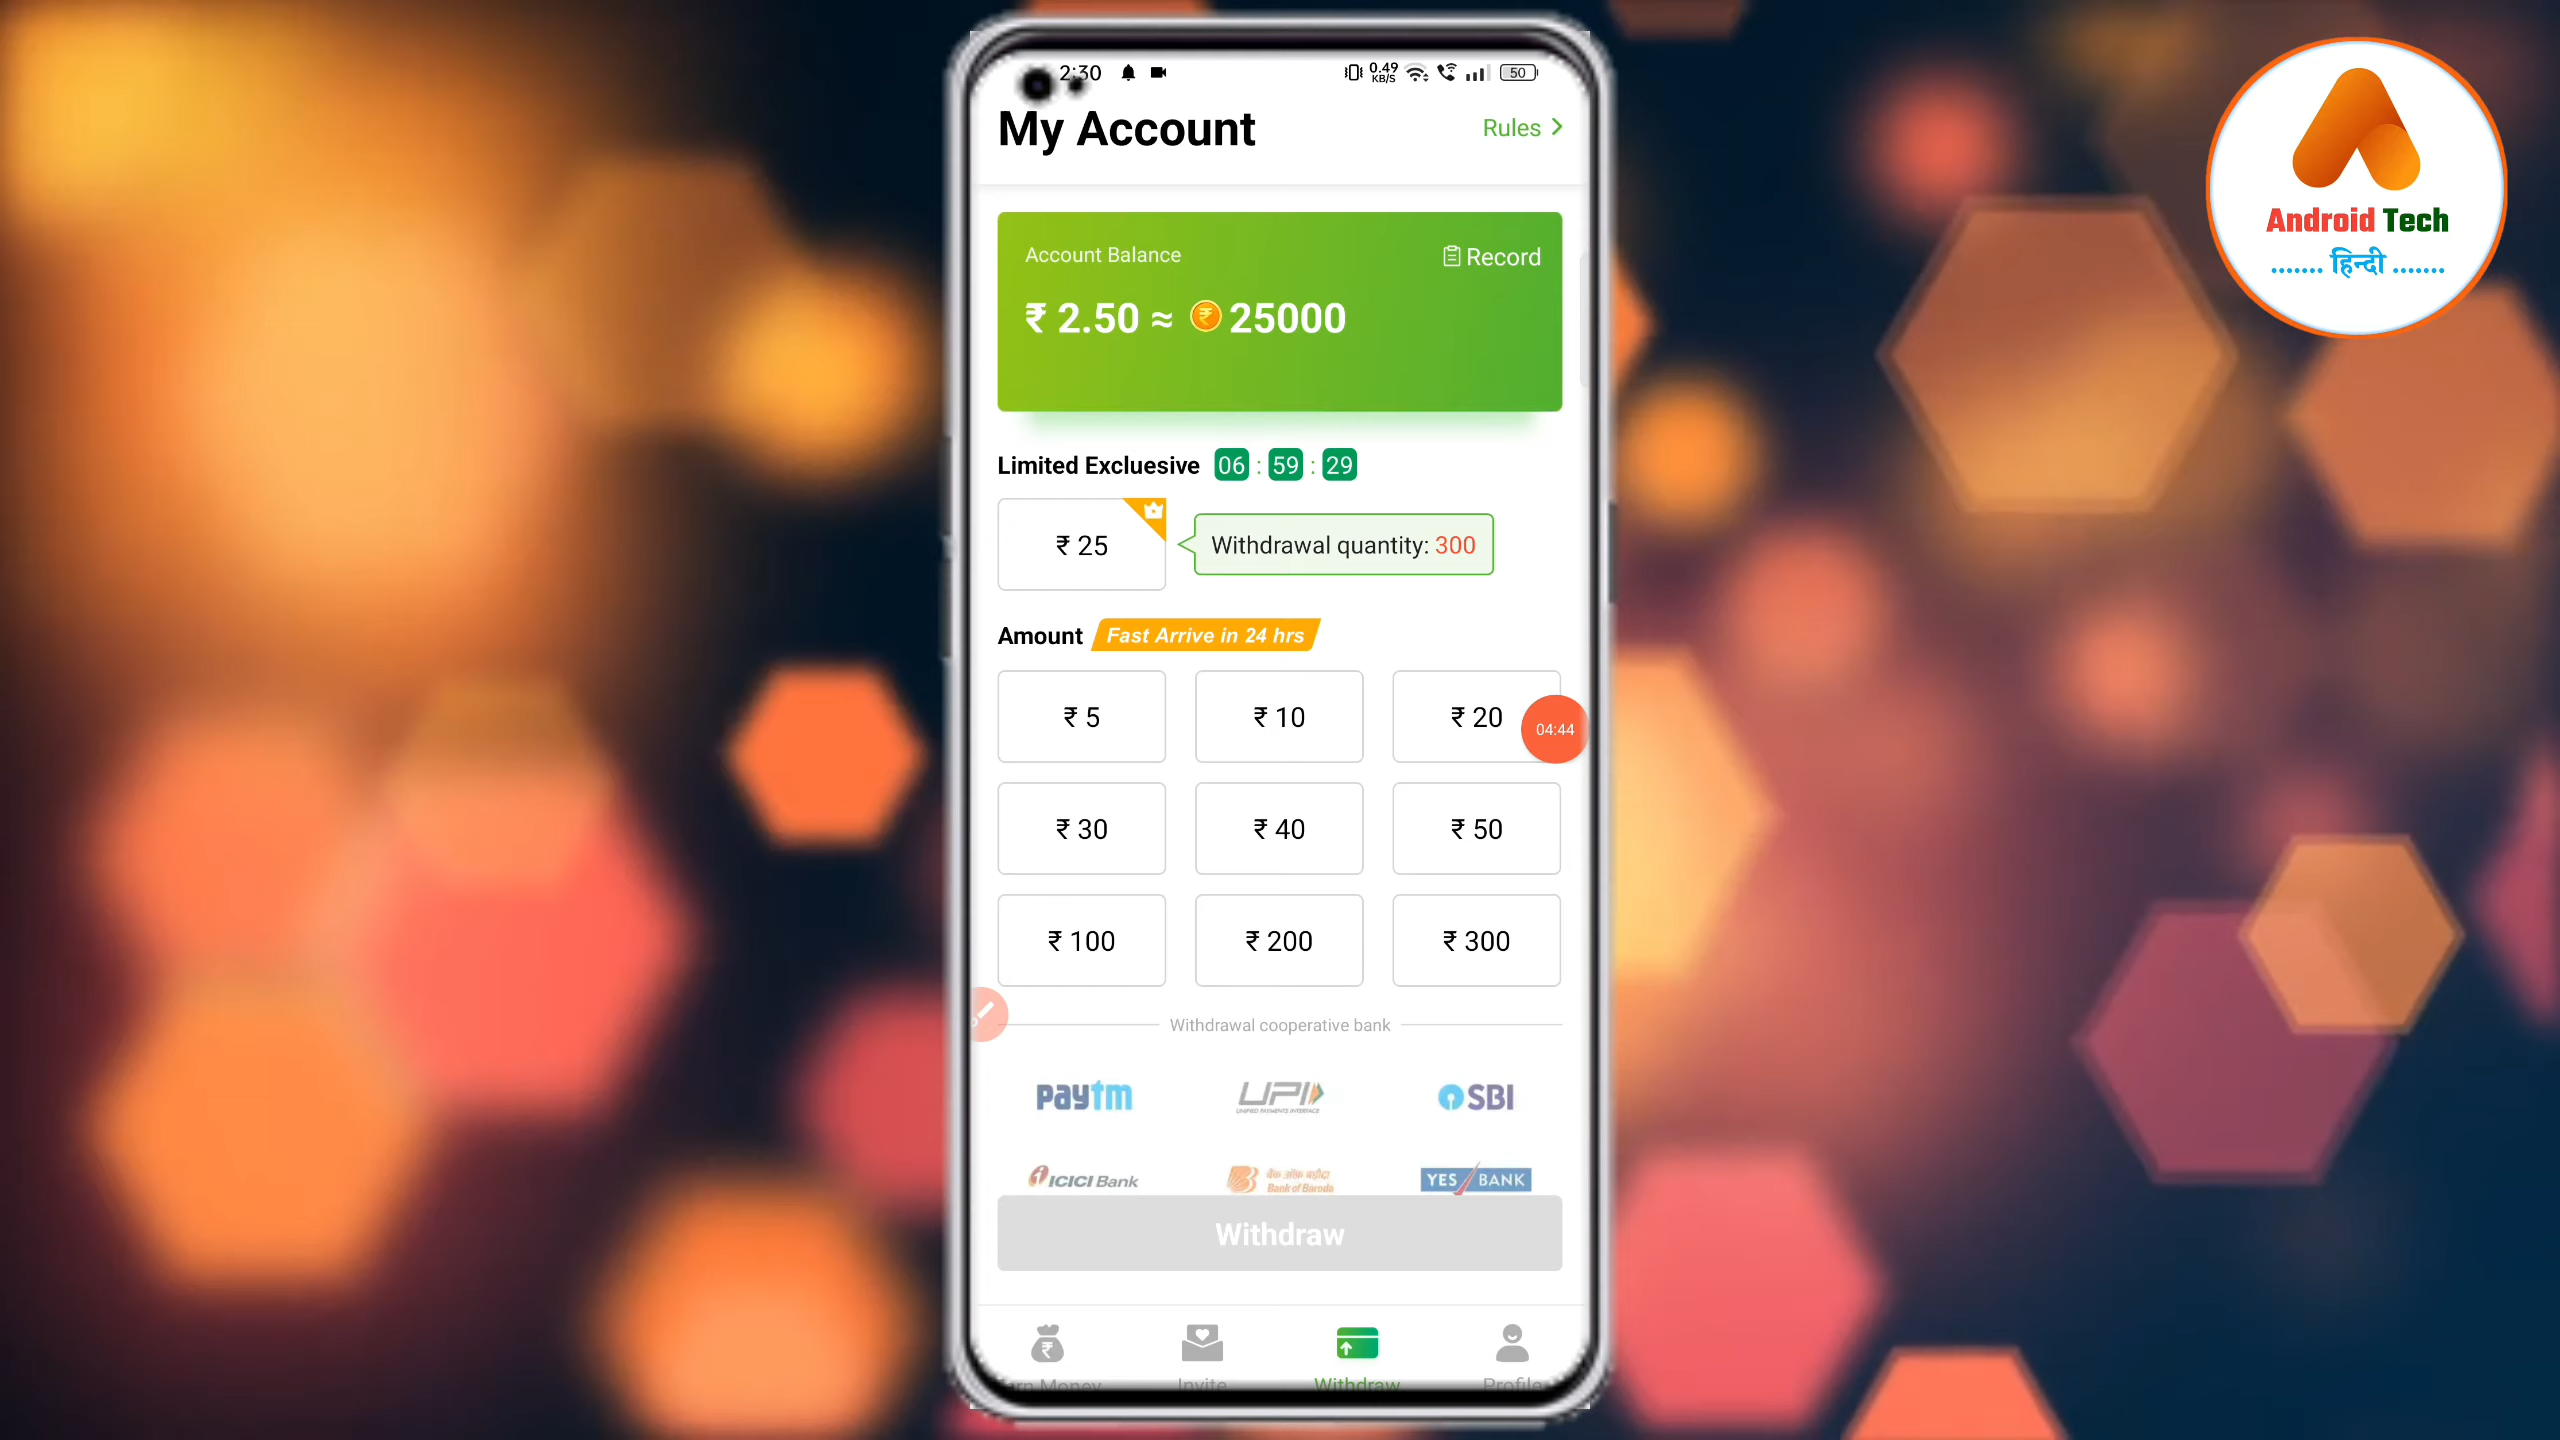 2:30
0.49
KB/S
50
My Account
Rules
Account Balance
Record
₹ 2.50 ≈ 25000
Limited Excluesive 06 : 59 : 29
₹ 25
Withdrawal quantity: 300
Amount Fast Arrive in 24 hrs
₹ 5
₹ 10
₹ 20
04:44
₹ 30
₹ 40
₹ 50
₹ 100
₹ 200
₹ 300
Withdrawal cooperative bank
paytm
UPI
UNIFIED PAYMENTS INTERFACE
SBI
ICICI Bank
बैंक ऑफ़ बड़ौदा
Bank of Baroda
YES BANK
Withdraw
Earn Money
Invite
Withdraw
Profile
Android Tech
....... हिन्दी .......